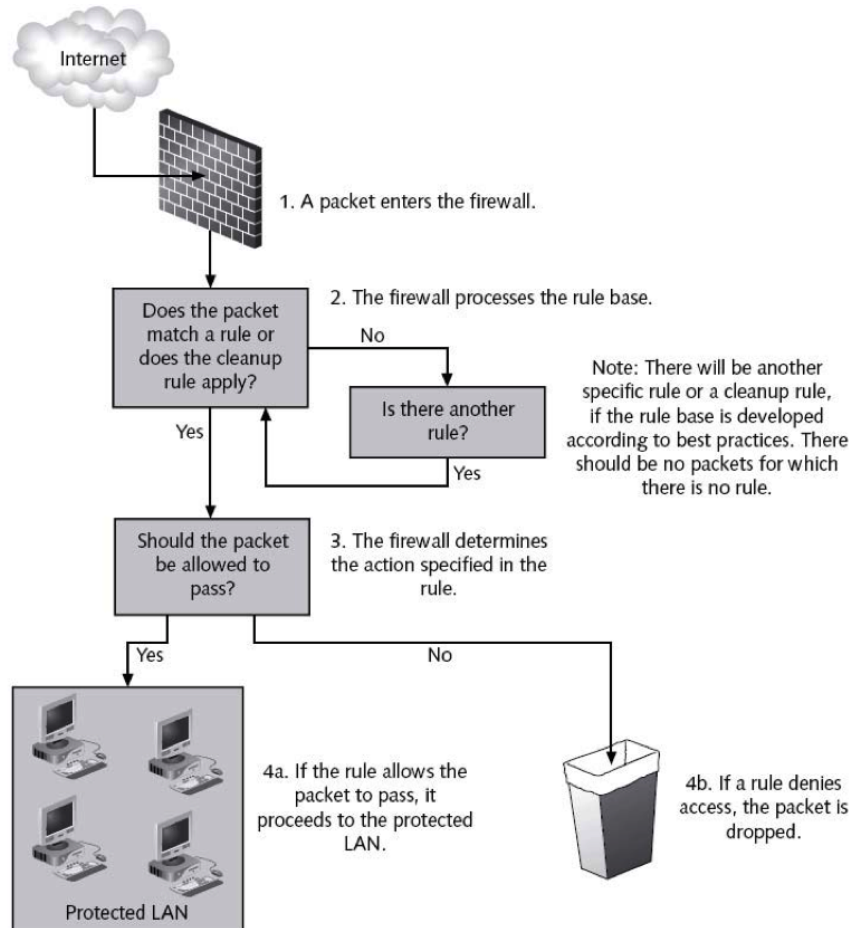 Internet
1. A packet enters the firewall.
Does the packet
match a rule or
does the cleanup
rule apply?
2. The firewall processes the rule base.
No
Is there another
rule?
Yes
Yes
Note: There will be another
specific rule or a cleanup rule,
if the rule base is developed
according to best practices. There
should be no packets for which
there is no rule.
Should the packet
be allowed to
pass?
3. The firewall determines
the action specified in the
rule.
Yes
No
4a. If the rule allows the
packet to pass, it
proceeds to the protected
LAN.
4b. If a rule denies
access, the packet is
dropped.
Protected LAN